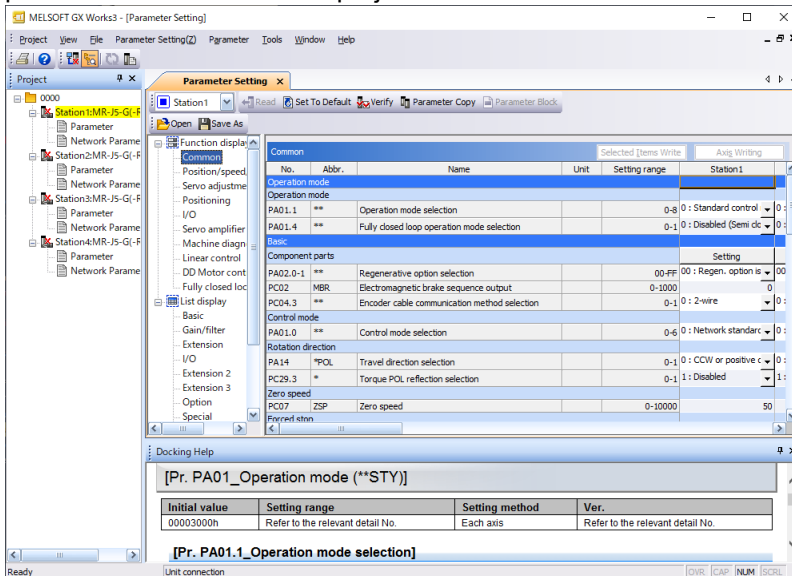 MELSOFT GX Works3 - [Parameter Setting]
Project View File Parameter Setting(Z) Parameter Tools Window Help
Project
0000
Station1:MR-J5-G(-R
Parameter
Network Parame
Station2:MR-J5-G(-R
Parameter
Network Parame
Station3:MR-J5-G(-R
Parameter
Network Parame
Station4:MR-J5-G(-R
Parameter
Network Parame
Parameter Setting
Station1 Read Set To Default Verify Parameter Copy Parameter Block
Open Save As
Function display
Common
Position/speed,
Servo adjustme
Positioning
I/O
Servo amplifier
Machine diagn
Linear control
DD Motor cont
Fully closed loc
List display
Basic
Gain/filter
Extension
I/O
Extension 2
Extension 3
Option
Special
Common Selected Items Write Axis Writing
No. Abbr. Name Unit Setting range Station1
Operation mode
Operation mode
PA01.1 ** Operation mode selection 0-8 0 : Standard control 0 :
PA01.4 ** Fully closed loop operation mode selection 0-1 0 : Disabled (Semi clo 0 :
Basic
Component parts Setting
PA02.0-1 ** Regenerative option selection 00-FF 00 : Regen. option is 00
PC02 MBR Electromagnetic brake sequence output 0-1000 0
PC04.3 ** Encoder cable communication method selection 0-1 0 : 2-wire 0 :
Control mode
PA01.0 ** Control mode selection 0-6 0 : Network standarc 0 :
Rotation direction
PA14 *POL Travel direction selection 0-1 0 : CCW or positive c 0 :
PC29.3 * Torque POL reflection selection 0-1 1 : Disabled 1 :
Zero speed
PC07 ZSP Zero speed 0-10000 50
Forced stop
Docking Help
[Pr. PA01_Operation mode (**STY)]
Initial value Setting range Setting method Ver.
00003000h Refer to the relevant detail No. Each axis Refer to the relevant detail No.
[Pr. PA01.1_Operation mode selection]
Ready Unit connection OVR CAP NUM SCRL